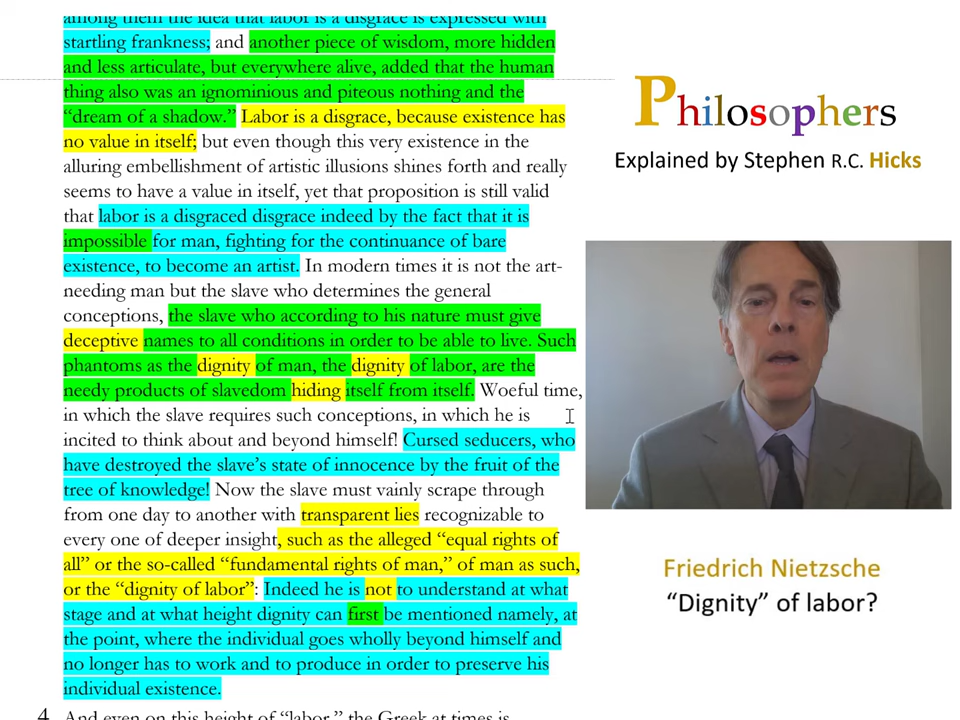 among them the idea that labor is a disgrace is expressed with
startling frankness; and another piece of wisdom, more hidden
and less articulate, but everywhere alive, added that the human
thing also was an ignominious and piteous nothing and the
“dream of a shadow.” Labor is a disgrace, because existence has
no value in itself; but even though this very existence in the
alluring embellishment of artistic illusions shines forth and really
seems to have a value in itself, yet that proposition is still valid
that labor is a disgraced disgrace indeed by the fact that it is
impossible for man, fighting for the continuance of bare
existence, to become an artist. In modern times it is not the art-
needing man but the slave who determines the general
conceptions, the slave who according to his nature must give
deceptive names to all conditions in order to be able to live. Such
phantoms as the dignity of man, the dignity of labor, are the
needy products of slavedom hiding itself from itself. Woeful time,
in which the slave requires such conceptions, in which he is
incited to think about and beyond himself! Cursed seducers, who
have destroyed the slave’s state of innocence by the fruit of the
tree of knowledge! Now the slave must vainly scrape through
from one day to another with transparent lies recognizable to
every one of deeper insight, such as the alleged “equal rights of
all” or the so-called “fundamental rights of man,” of man as such,
or the “dignity of labor”: Indeed he is not to understand at what
stage and at what height dignity can first be mentioned namely, at
the point, where the individual goes wholly beyond himself and
no longer has to work and to produce in order to preserve his
individual existence.
4 And even on this height of “labor,” the Greek at times is
Philosophers
Explained by Stephen R.C. Hicks
Friedrich Nietzsche
“Dignity” of labor?